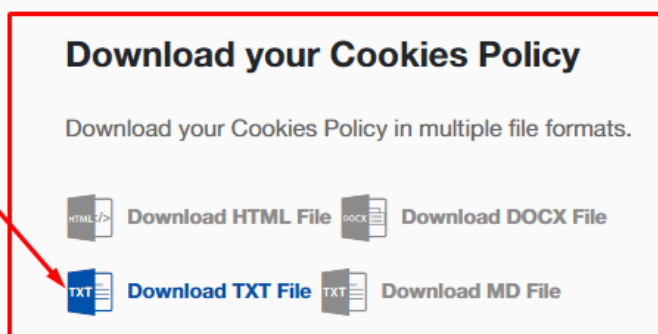 Download your Cookies Policy
Download your Cookies Policy in multiple file formats.
HTML </> Download HTML File DOCX Download DOCX File
TXT Download TXT File TXT Download MD File